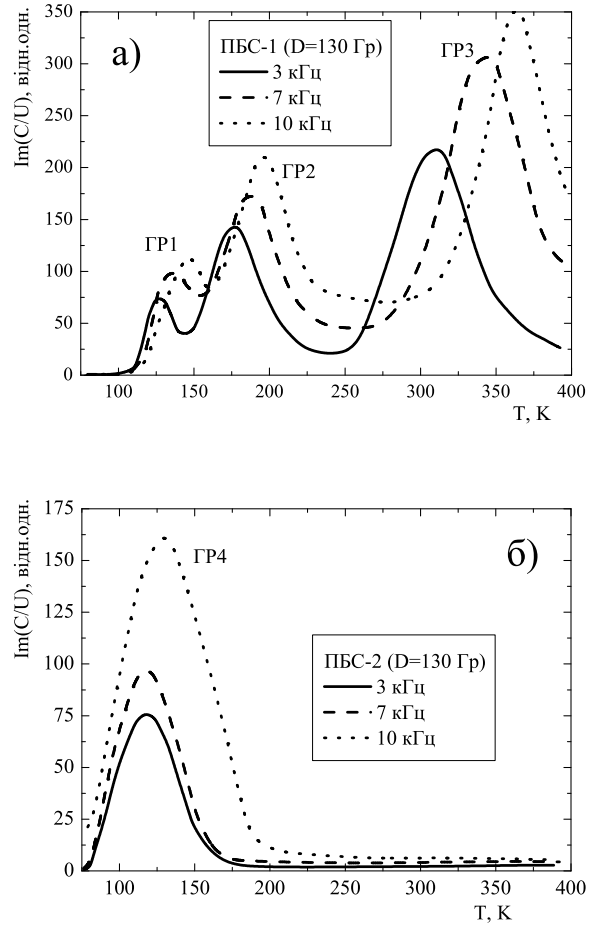 а)
ПБС-1 (D=130 Гр)
3 кГц
7 кГц
10 кГц
ГР1
ГР2
ГР3
Im(C/U), відн.одн.
350
300
250
200
150
100
50
0
100 150 200 250 300 350 400
T, K
б)
ГР4
ПБС-2 (D=130 Гр)
3 кГц
7 кГц
10 кГц
Im(C/U), відн.одн.
175
150
125
100
75
50
25
0
100 150 200 250 300 350 400
T, K